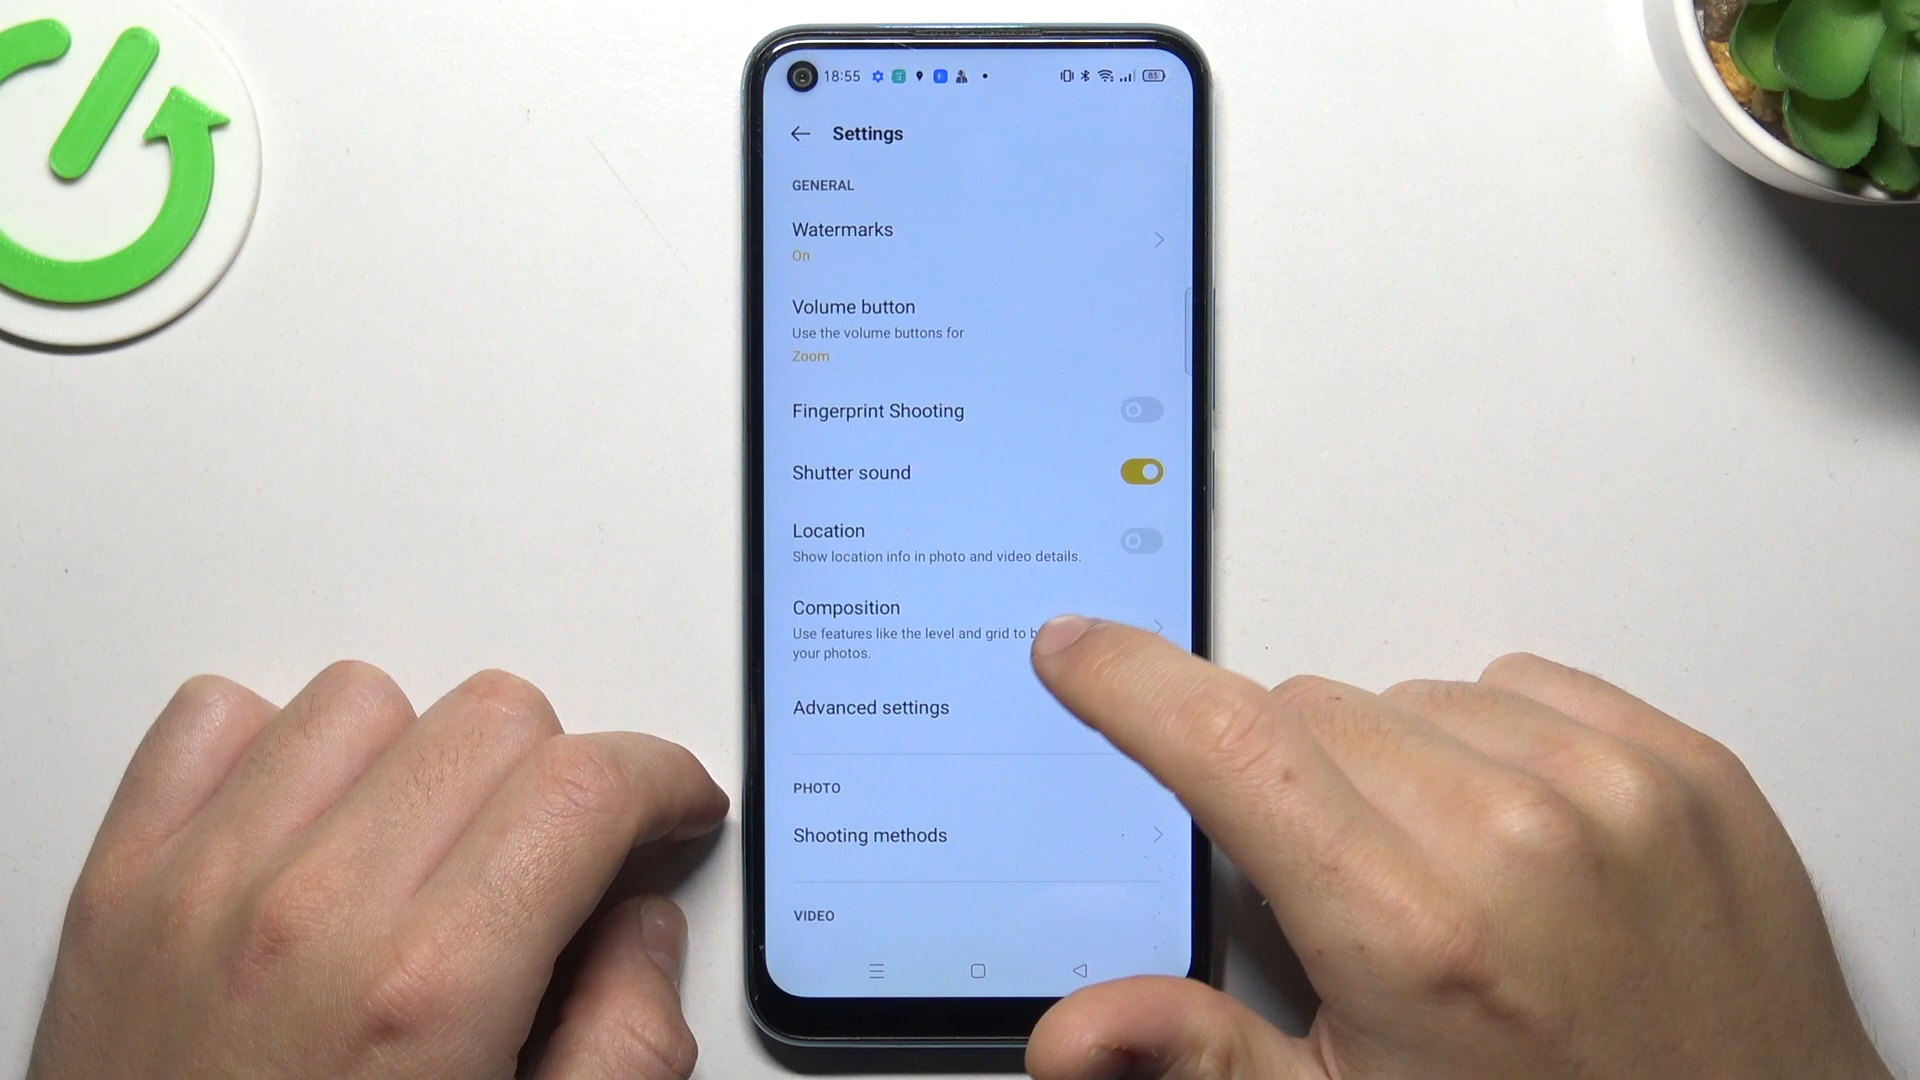 18:55 83
Settings
GENERAL
Watermarks
On
Volume button
Use the volume buttons for
Zoom
Fingerprint Shooting
Shutter sound
Location
Show location info in photo and video details.
Composition
Use features like the level and grid to
your photos.
Advanced settings
PHOTO
Shooting methods
VIDEO